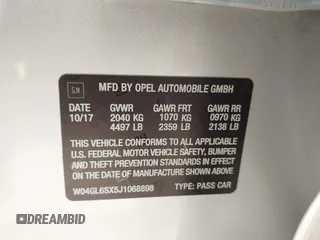 GM
MFD BY OPEL AUTOMOBILE GMBH
DATE GVWR GAWR FRT GAWR RR
10/17 2040 KG 1070 KG 0970 KG
4497 LB 2359 LB 2138 LB
THIS VEHICLE CONFORMS TO ALL APPLICABLE
U.S. FEDERAL MOTOR VEHICLE SAFETY, BUMPER,
AND THEFT PREVENTION STANDARDS IN EFFECT
ON THE DATE OF MANUFACTURE SHOWN ABOVE.
W04GL6SX5J1068898 TYPE: PASS CAR
AUTOBIDMASTER